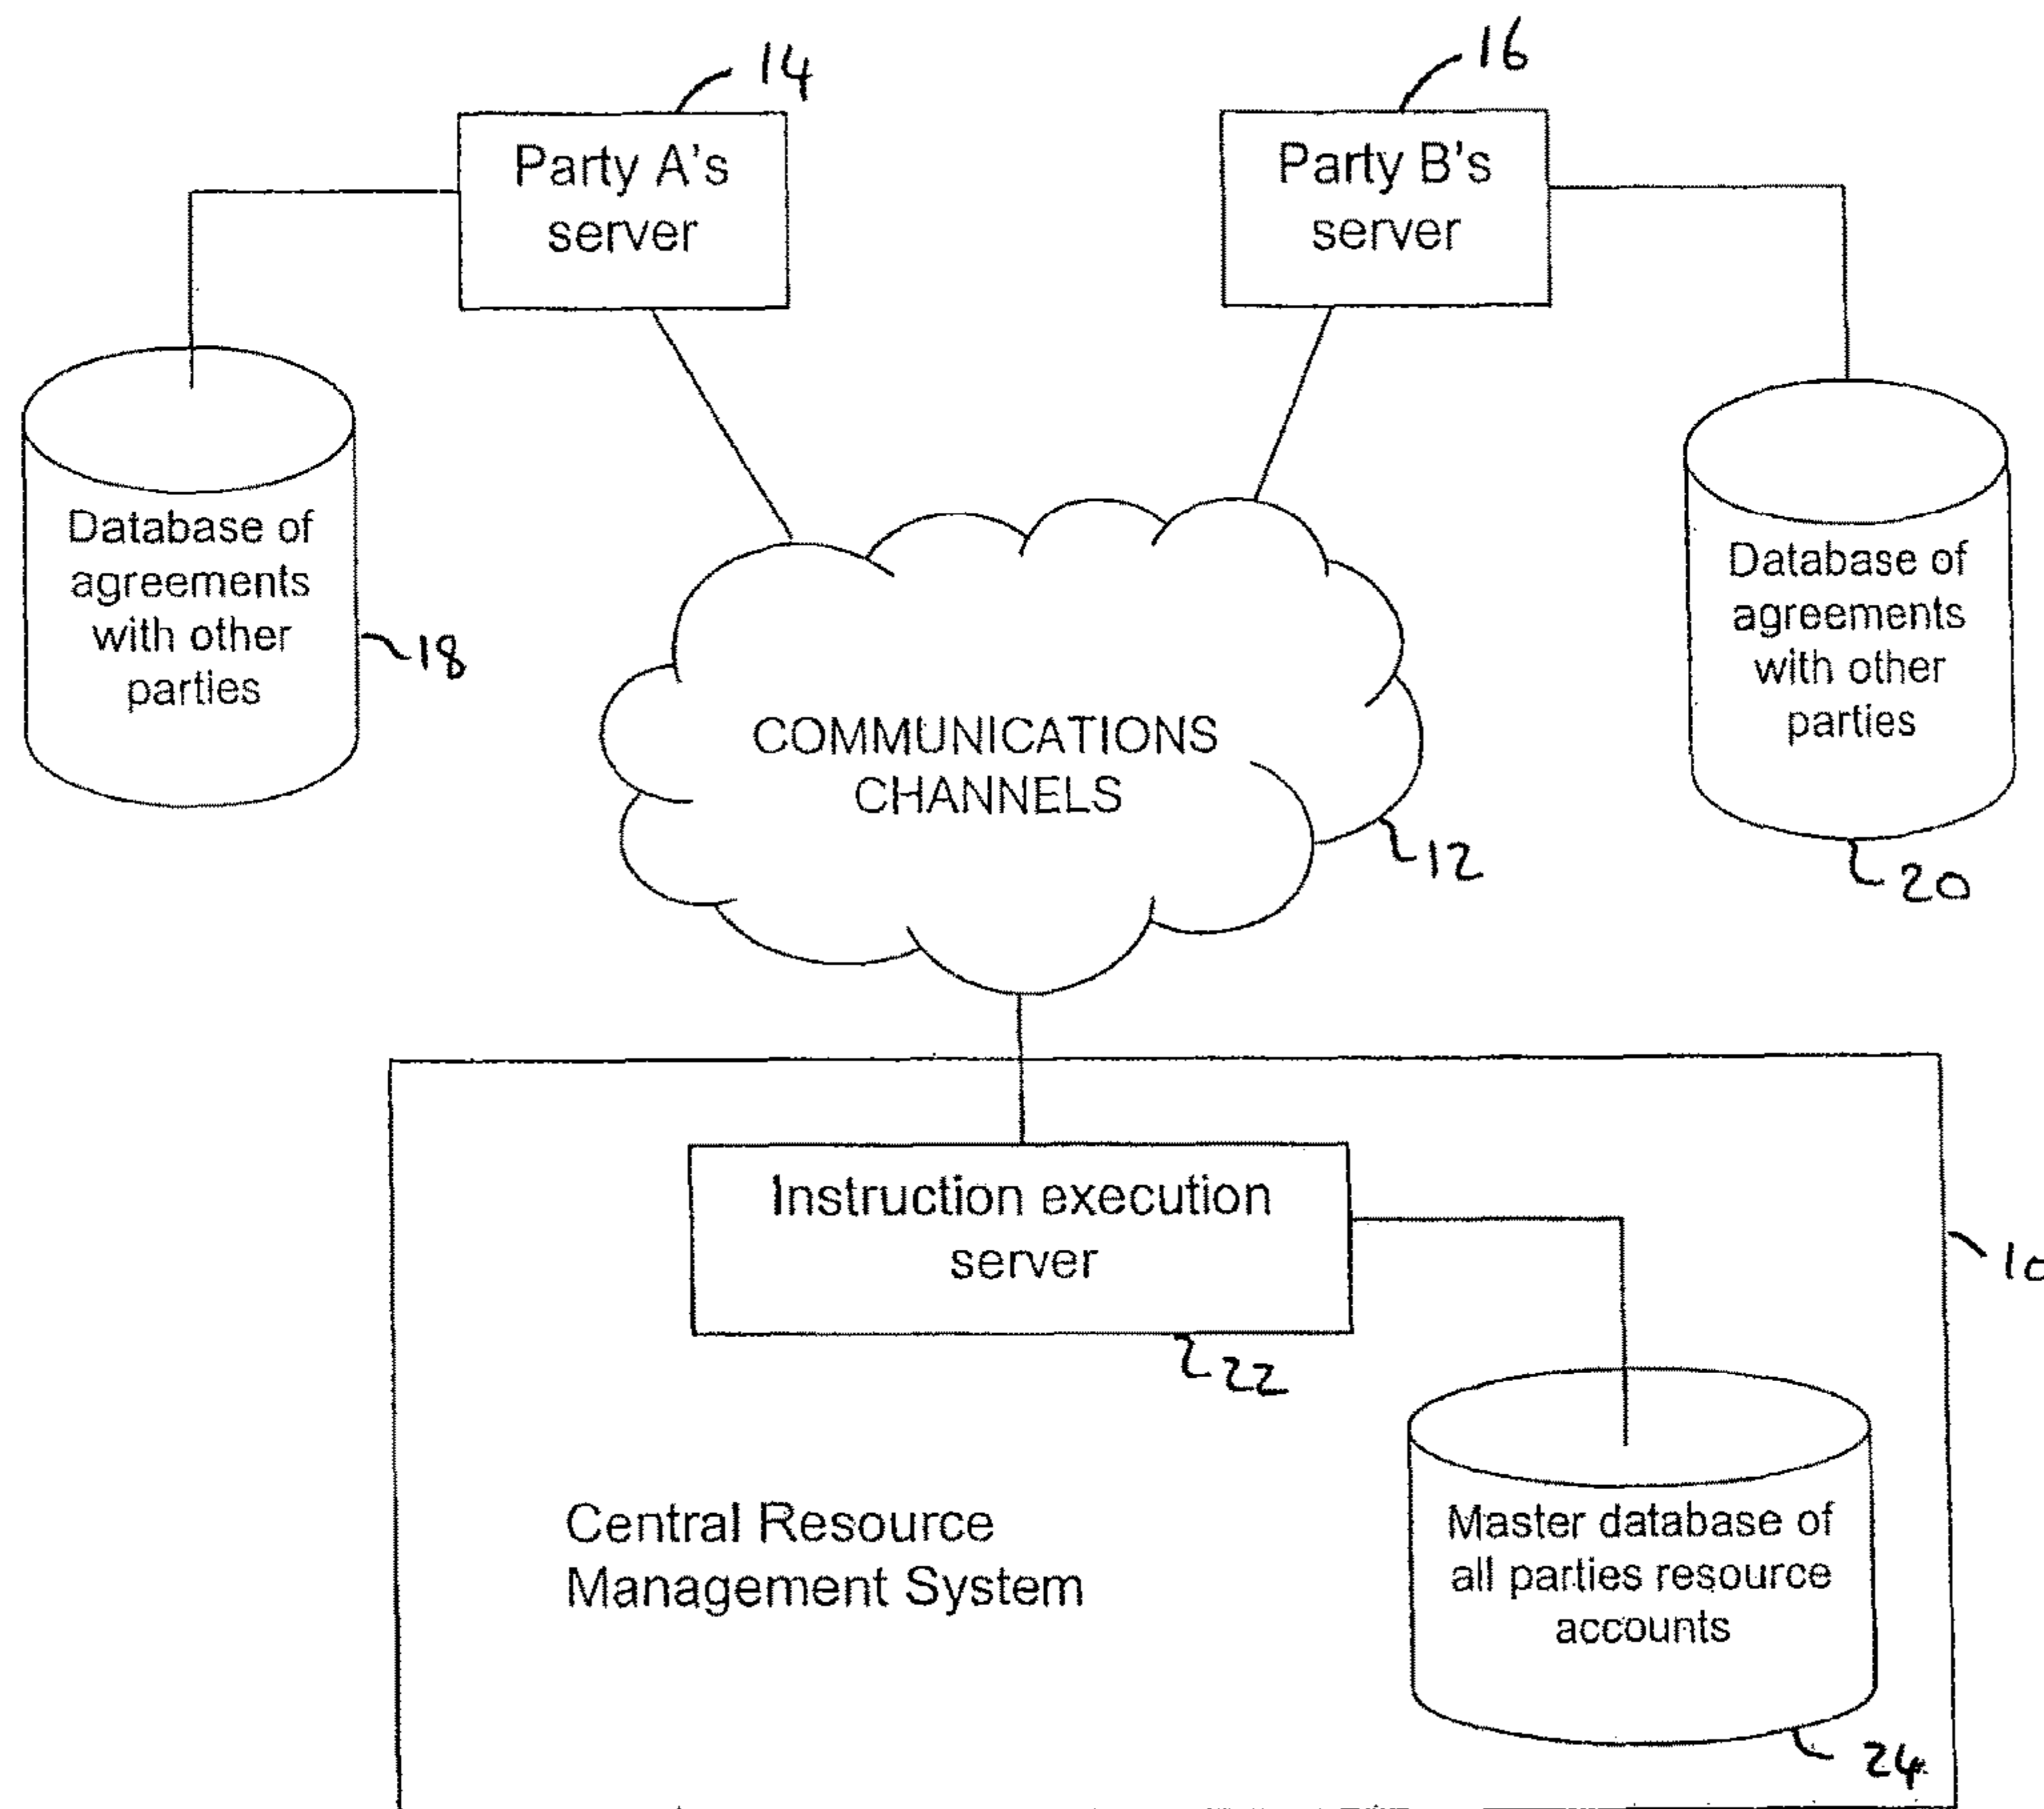 14
16
Party A's
server
Party B's
server
Database of
agreements
with other
parties
18
Database of
agreements
with other
parties
20
COMMUNICATIONS
CHANNELS
12
Instruction execution
server
22
10
Central Resource
Management System
Master database of
all parties resource
accounts
24